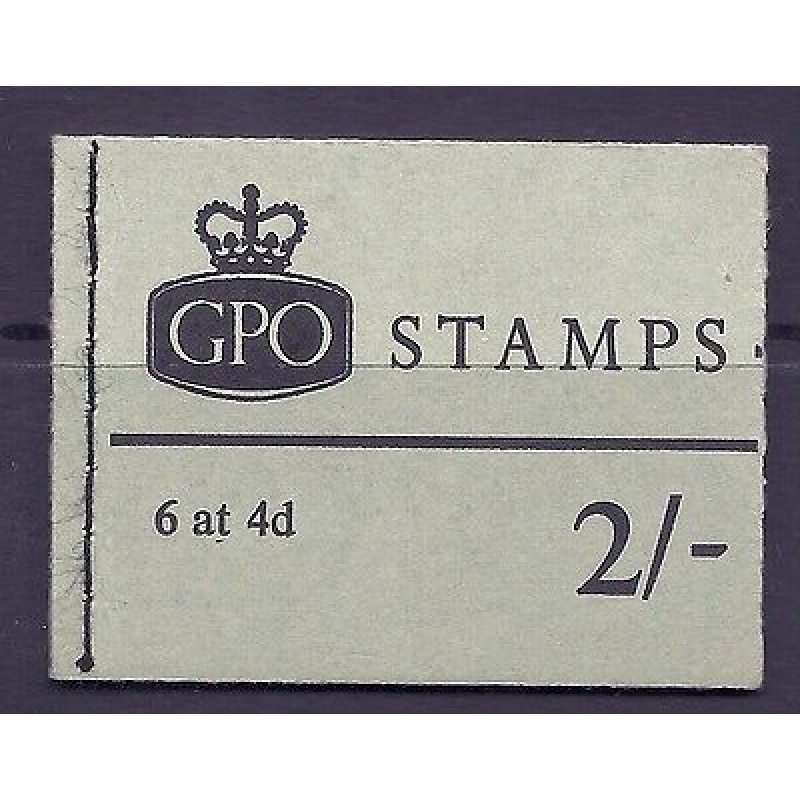 GPO STAMPS
6 at 4d 2/-